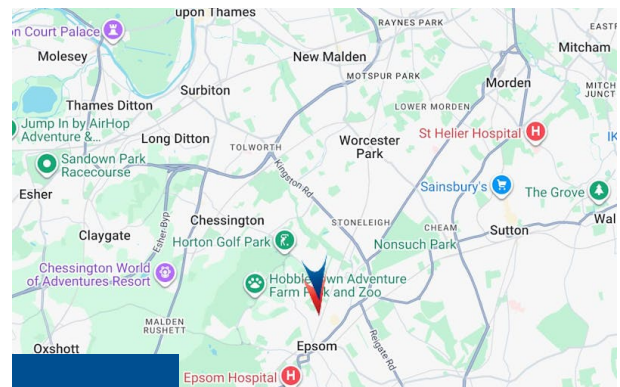 upon Thames
on Court Palace
RAYNES PARK
EASTF
Molesey
New Malden
Mitcham
MOTSPUR PARK
Surbiton
Morden
MITCH
JUNCT
Thames Ditton
LOWER MORDEN
Jump In by AirHop
Adventure &...
Long Ditton
TOLWORTH
Worcester
Park
St Helier Hospital
H
IK
Sandown Park
Racecourse
Kingston Rd
Sainsbury's
The Grove
Esher
Esher Byp
Chessington
STONELEIGH
CHEAM
Sutton
Wal
Claygate
Horton Golf Park
Nonsuch Park
Chessington World
of Adventures Resort
Hobbledown Adventure
Farm Park and Zoo
MALDEN
RUSHETT
Reigate Rd
Oxshott
Epsom
Epsom Hospital
H